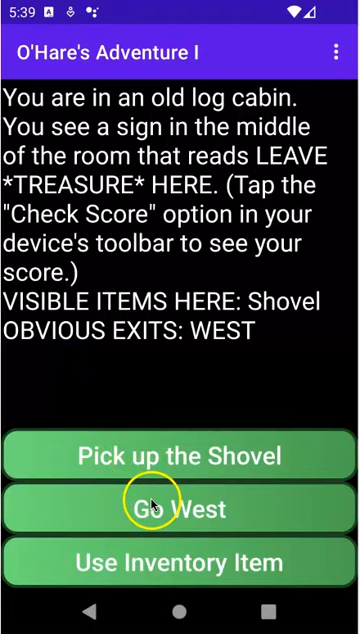 5:39
O'Hare's Adventure I
You are in an old log cabin.
You see a sign in the middle
of the room that reads LEAVE
*TREASURE* HERE. (Tap the
"Check Score" option in your
device's toolbar to see your
score.)
VISIBLE ITEMS HERE: Shovel
OBVIOUS EXITS: WEST
Pick up the Shovel
Go West
Use Inventory Item